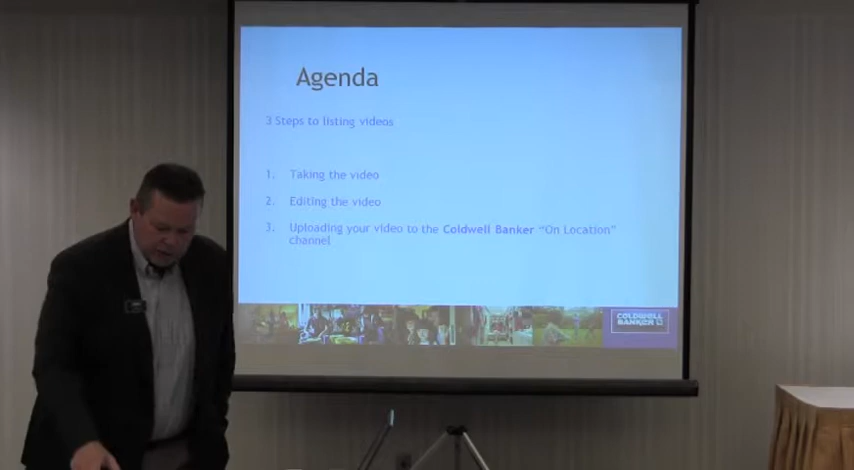 Agenda
3 Steps to listing videos
1. Taking the video
2. Editing the video
3. Uploading your video to the Coldwell Banker “On Location”
channel
COLDWELL
BANKER